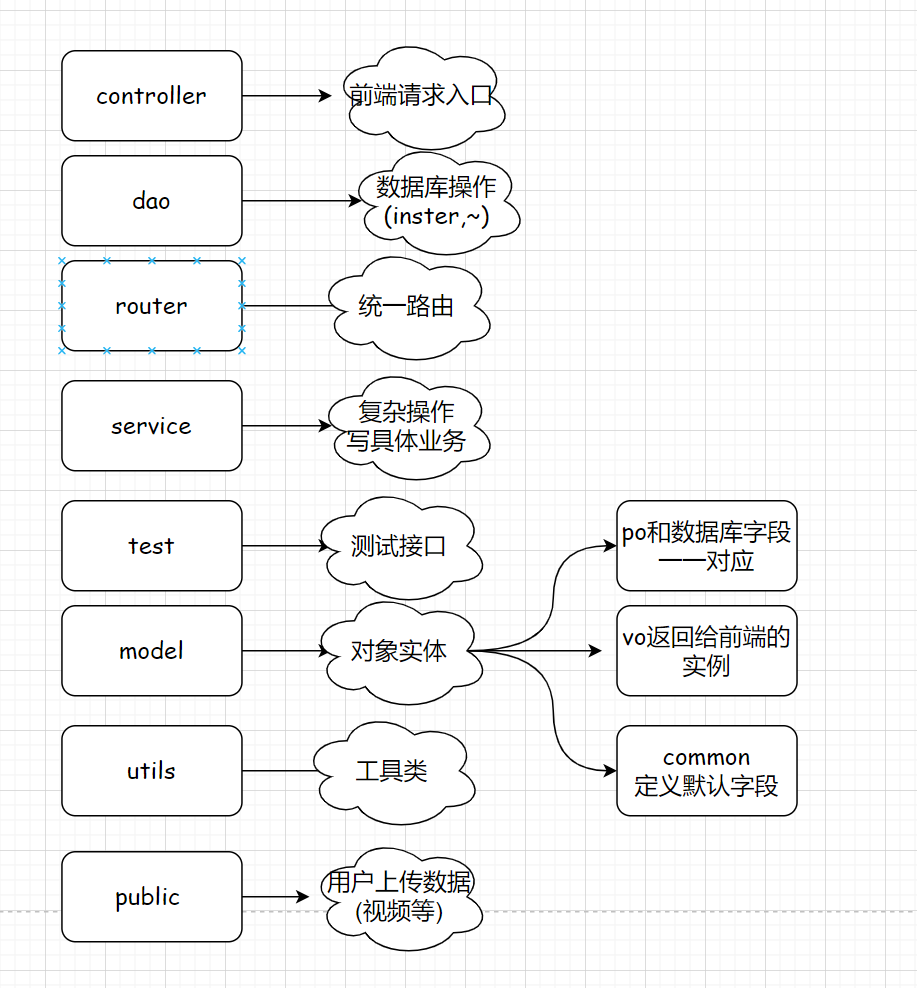 controller
前端请求入口
dao
数据库操作
(inster,~)
router
统一路由
service
复杂操作
写具体业务
test
测试接口
po和数据库字段
一一对应
model
对象实体
vo返回给前端的
实例
utils
工具类
common
定义默认字段
public
用户上传数据
(视频等)